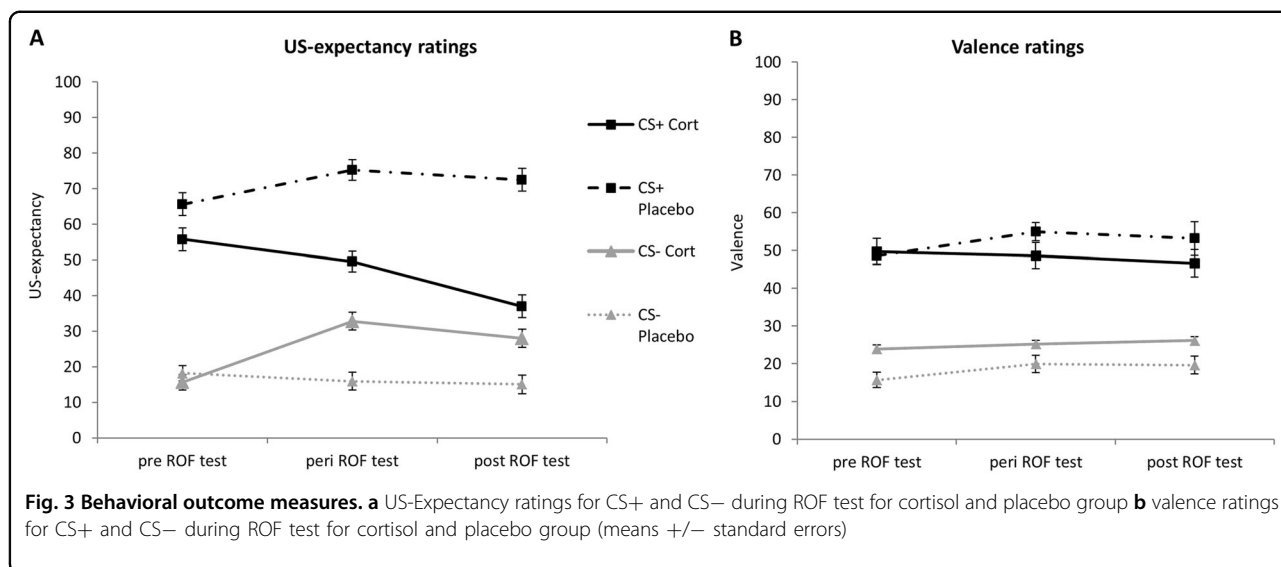 A
US-expectancy ratings
100
90
80
70
60
50
40
30
20
10
0
US-expectancy
pre ROF test
peri ROF test
post ROF test
CS+ Cort
CS+
Placebo
CS- Cort
CS-
Placebo
B
Valence ratings
100
90
80
70
60
50
40
30
20
10
0
Valence
pre ROF test
peri ROF test
post ROF test
Fig. 3 Behavioral outcome measures. a US-Expectancy ratings for CS+ and CS− during ROF test for cortisol and placebo group b valence ratings
for CS+ and CS− during ROF test for cortisol and placebo group (means +/− standard errors)